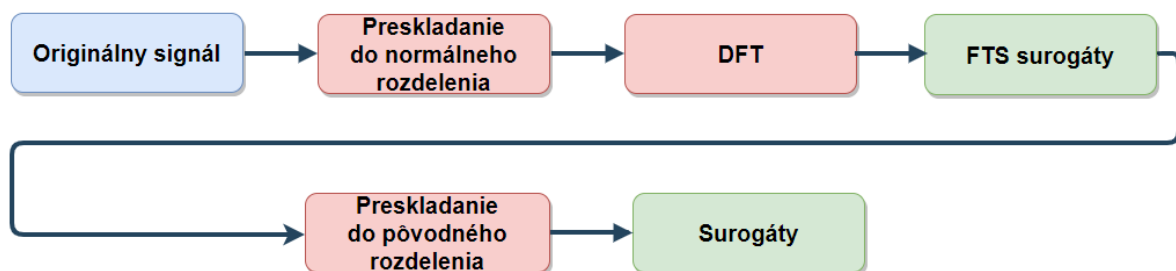 Originálny signál
Preskladanie
do normálneho
rozdelenia
DFT
FTS surogáty
Preskladanie
do pôvodného
rozdelenia
Surogáty